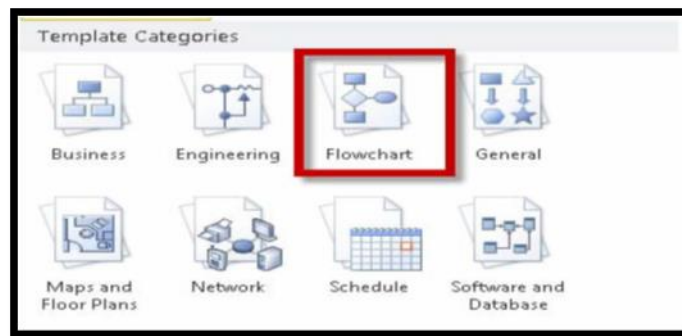 Template Categories
Business Engineering Flowchart General
Maps and Network Schedule Software and
Floor Plans Database